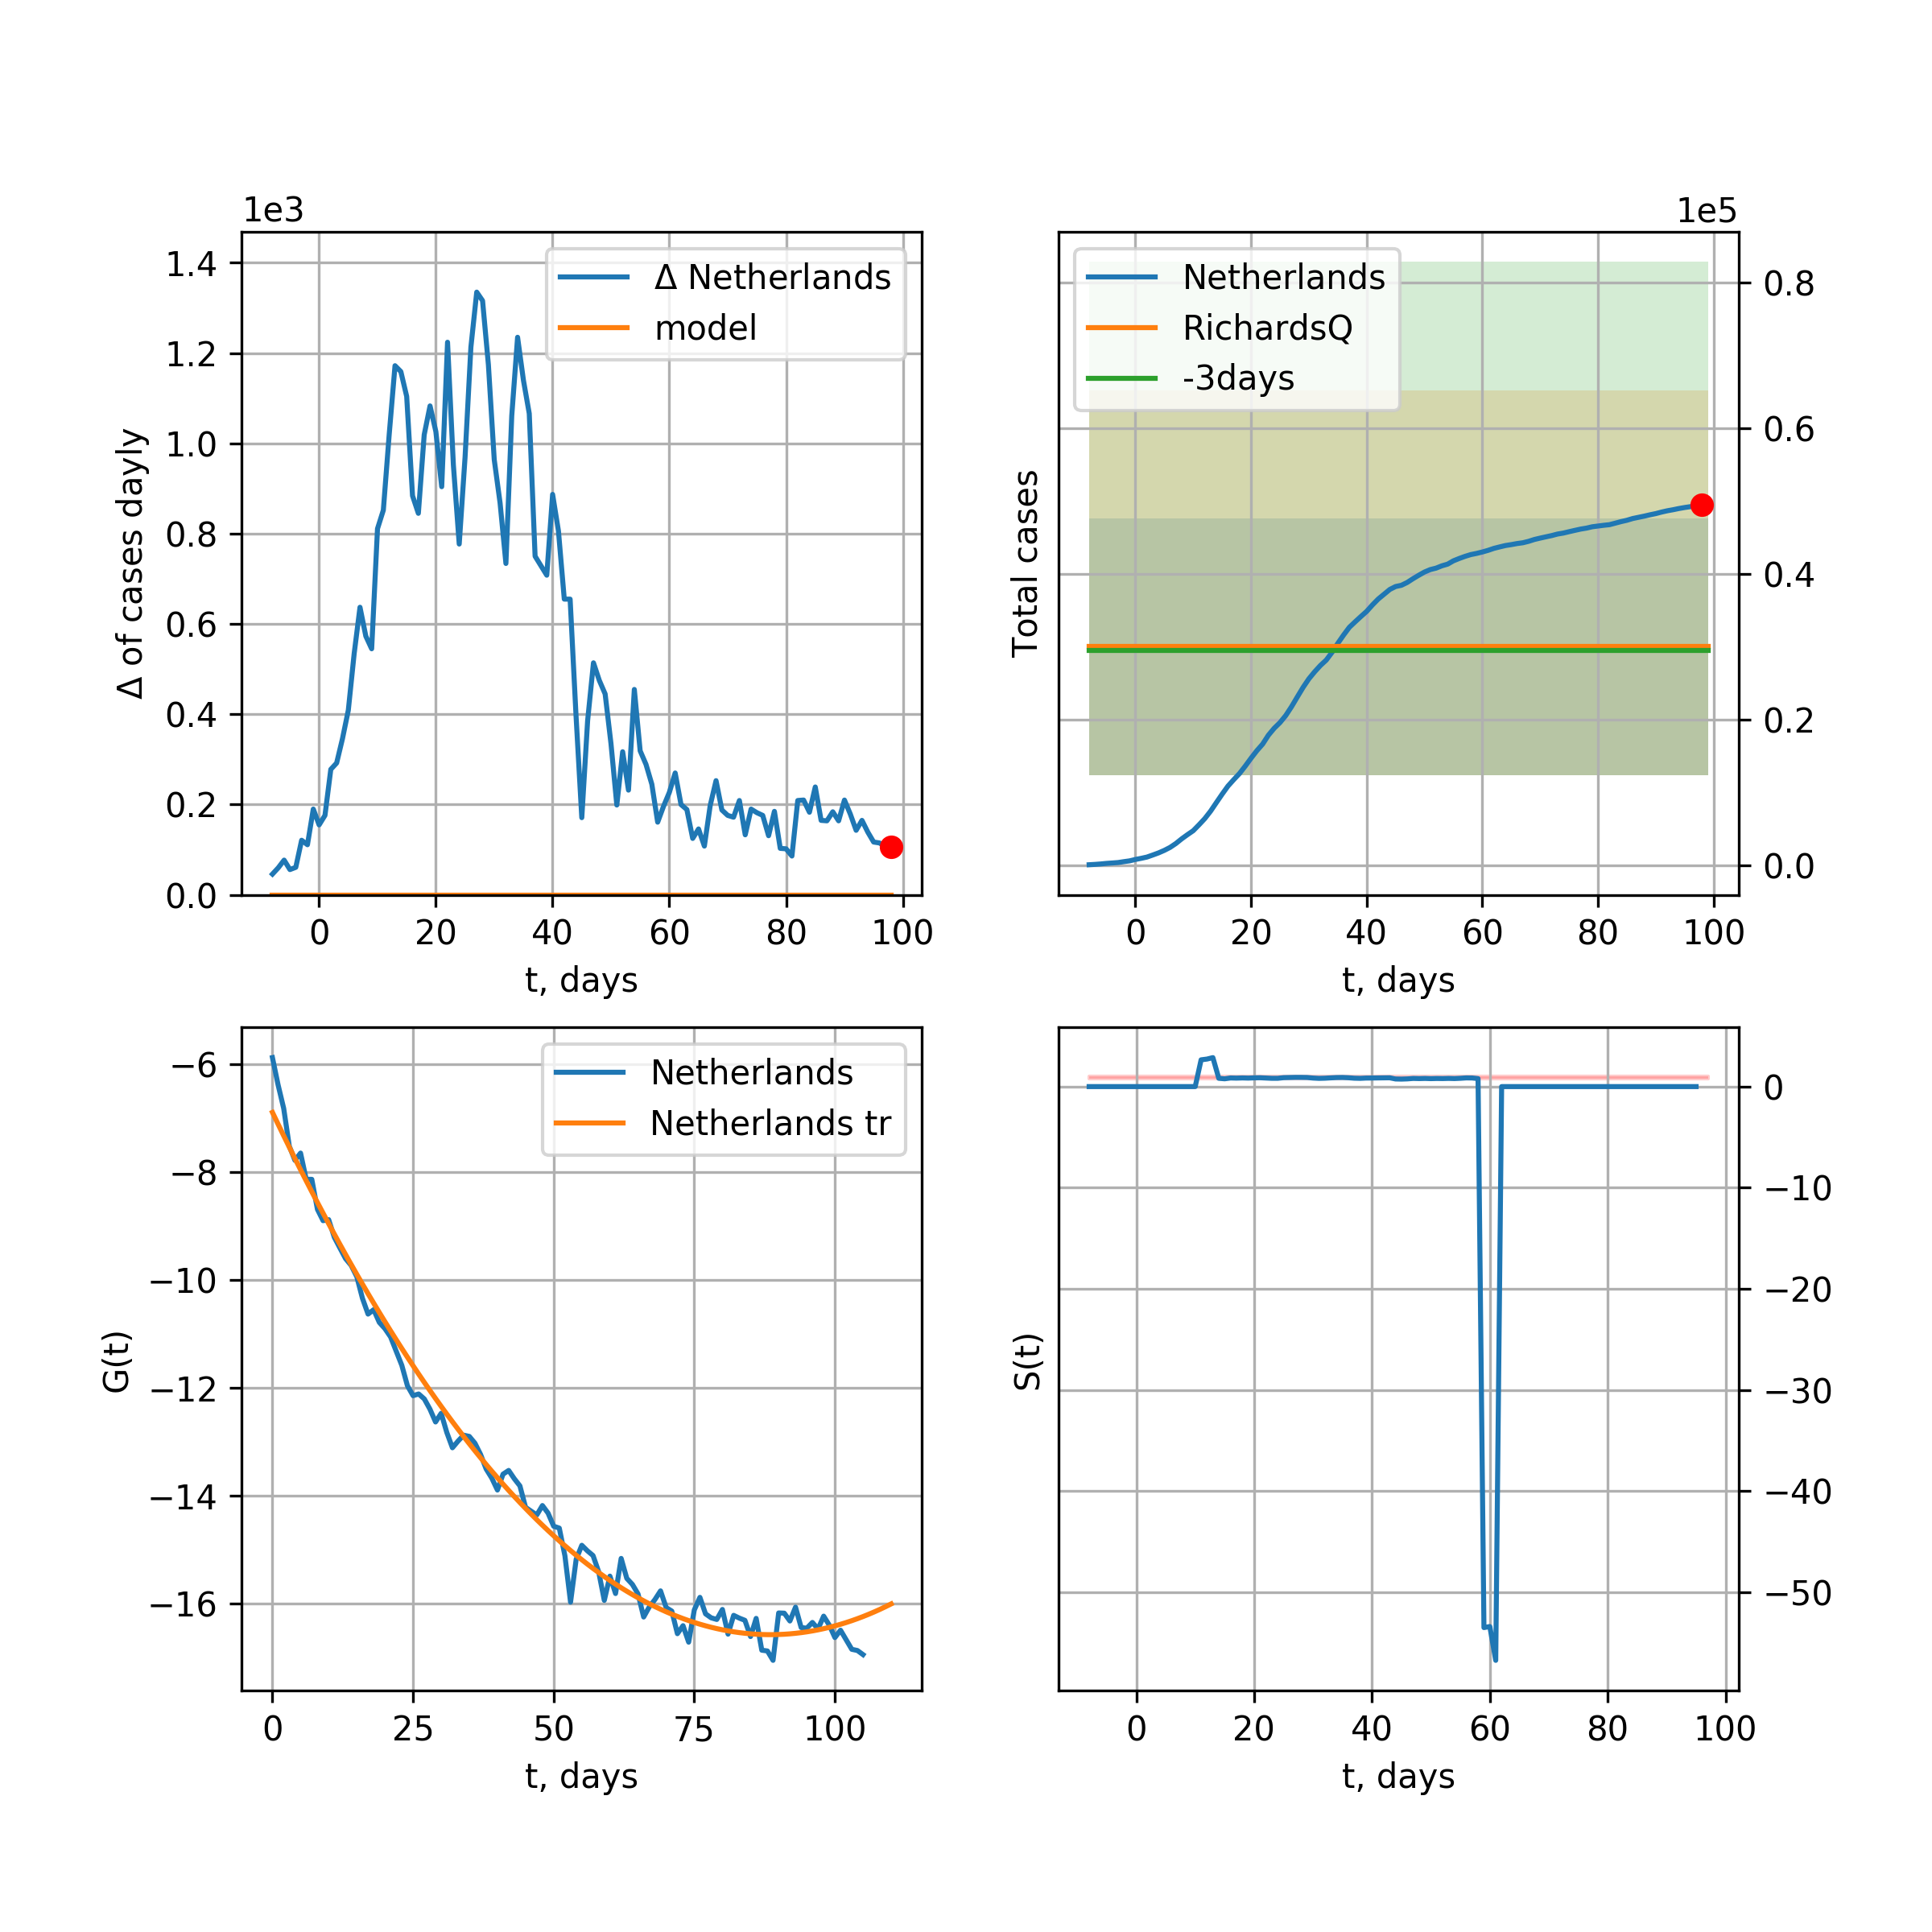 1e3
1.4
1.2
1.0
0.8
0.6
0.4
0.2
0.0
Δ of cases dayly
Δ Netherlands
model
0 20 40 60 80 100
t, days
1e5
Netherlands
RichardsQ
-3days
Total cases
0.8
0.6
0.4
0.2
0.0
0 20 40 60 80 100
t, days
−6
−8
−10
−12
−14
−16
G(t)
Netherlands
Netherlands tr
0 25 50 75 100
t, days
S(t)
0
−10
−20
−30
−40
−50
0 20 40 60 80 100
t, days